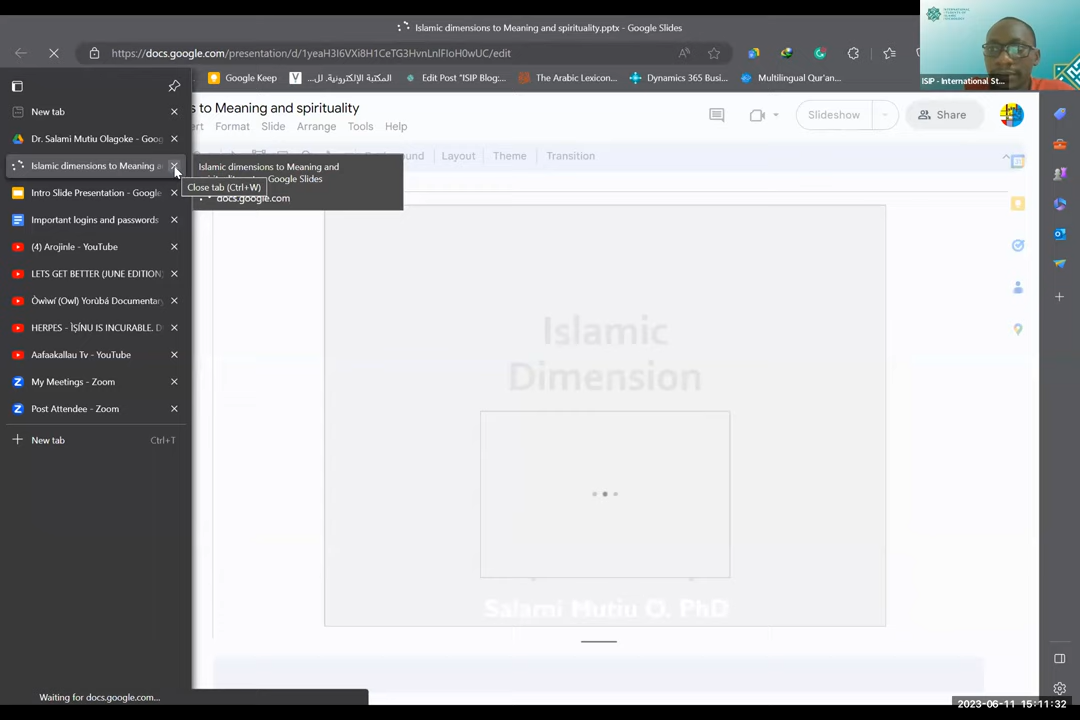 Islamic dimensions to Meaning and spirituality.pptx - Google Slides
https://docs.google.com/presentation/d/1yeaH3I6VXi8H1CeTG3HvnLnlFIoH0wUC/edit
Google Keep
المكتبة الإلكترونية. لل...
Edit Post "ISIP Blog:...
The Arabic Lexicon...
Dynamics 365 Busi...
Multilingual Qur'an...
ISIP - International St...
New tab
Dr. Salami Mutiu Olagoke - Goog
Islamic dimensions to Meaning a
Intro Slide Presentation - Google
Important logins and passwords
(4) Arojinle - YouTube
LETS GET BETTER (JUNE EDITION)
Òwìwí (Owl) Yorùbá Documentary
HERPES - ÌṢÍNU IS INCURABLE. D
Aafaakallau Tv - YouTube
My Meetings - Zoom
Post Attendee - Zoom
New tab
Ctrl+T
s to Meaning and spirituality
Format Slide Arrange Tools Help
Slideshow
Share
Layout Theme Transition
Islamic dimensions to Meaning and
Google Slides
Close tab (Ctrl+W)
docs.google.com
Islamic
Dimension
Salami Mutiu O. PhD
Waiting for docs.google.com...
2023-06-11 15:11:32